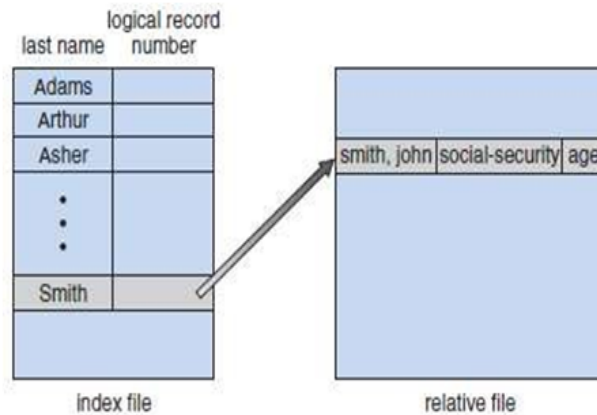 logical record
last name number
Adams
Arthur
Asher
smith, john social-security age
Smith
index file relative file